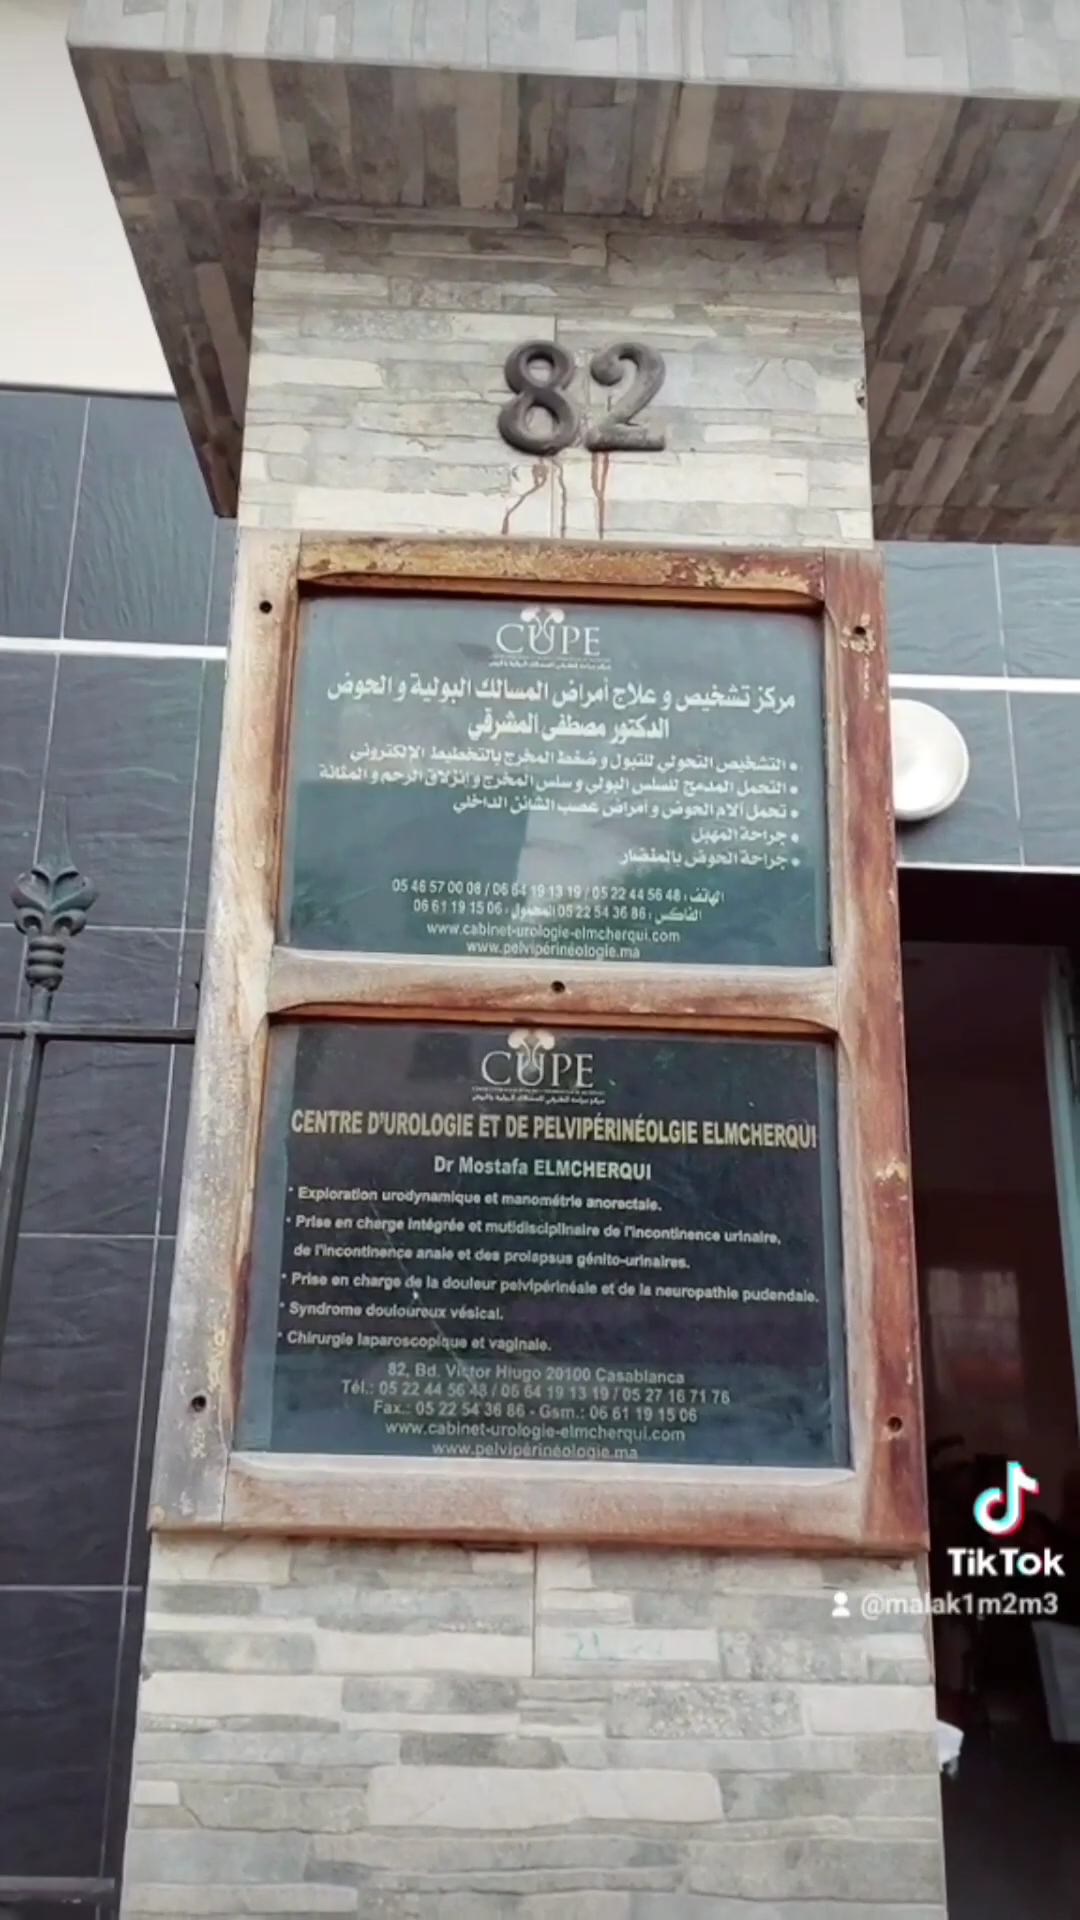 82
CUPE
مركز تشخيص و علاج أمراض المسالك البولية و الحوض
الدكتور مصطفى المشرقي
• التشخيص التحولي للتبول و ضغط المخرج بالتخطيط الإلكتروني
• التحمل المدمج للسلس البولي و سلس المخرج و إنزلاق الرحم و المثانة
• تحمل آلام الحوض و أمراض عصب الشائن الداخلي
• جراحة المهبل
• جراحة الحوض بالمنضار
الهاتف : 05 22 44 56 48 / 06 64 19 13 19 / 05 46 57 00 08
الفاكس : 05 22 54 36 86 المحمول : 06 61 19 15 06
www.cabinet-urologie-elmcherqui.com
www.pelvipérinéologie.ma
CUPE
CENTRE D'UROLOGIE ET DE PELVIPÉRINÉOLGIE ELMCHERQUI
Dr Mostafa ELMCHERQUI
* Exploration urodynamique et manométrie anorectale.
* Prise en charge intégrée et mutidisciplinaire de l'incontinence urinaire,
de l'incontinence anale et des prolapsus génito-urinaires.
* Prise en charge de la douleur pelvipérinéale et de la neuropathie pudendale.
* Syndrome douloureux vésical.
* Chirurgie laparoscopique et vaginale.
82, Bd. Victor Hiugo 20100 Casablanca
Tél.: 05 22 44 56 48 / 06 64 19 13 19 / 05 27 16 71 76
Fax.: 05 22 54 36 86 - Gsm.: 06 61 19 15 06
www.cabinet-urologie-elmcherqui.com
www.pelvipérinéologie.ma
TikTok
@malak1m2m3